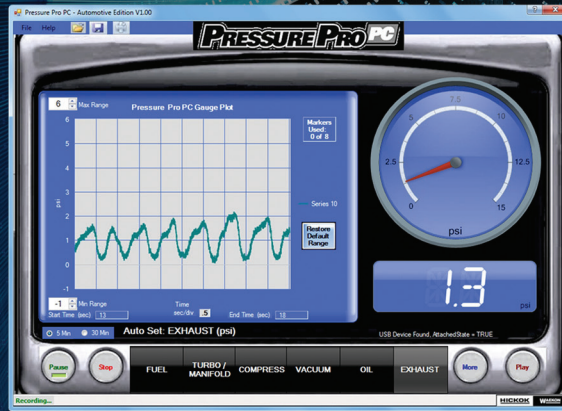 Pressure Pro PC - Automotive Edition V1.00
File Help
PRESSURE PRO PC
6 Max Range
Pressure Pro PC Gauge Plot
Markers
Used:
0 of 8
6
5
4
3
2
1
0
-1
psi
Series 10
Restore
Default
Range
-1 Min Range
Time
sec/div .5
Start Time (sec) 13
End Time (sec) 18
5 Min 30 Min
Auto Set: EXHAUST (psi)
0
2.5
5
7.5
10
12.5
15
psi
1.3
psi
USB Device Found, AttachedState = TRUE
Pause
Stop
FUEL
TURBO /
MANIFOLD
COMPRESS
VACUUM
OIL
EXHAUST
More
Play
Recording...
HICKOK
WAEKON